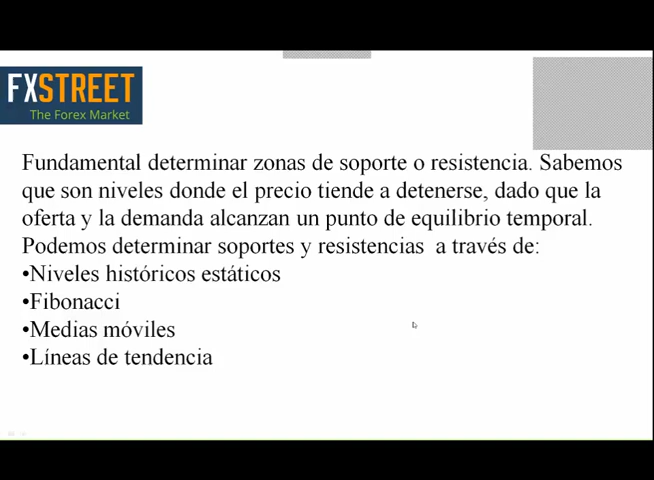 FXSTREET
The Forex Market
Fundamental determinar zonas de soporte o resistencia. Sabemos
que son niveles donde el precio tiende a detenerse, dado que la
oferta y la demanda alcanzan un punto de equilibrio temporal.
Podemos determinar soportes y resistencias a través de:
•Niveles históricos estáticos
•Fibonacci
•Medias móviles
•Líneas de tendencia